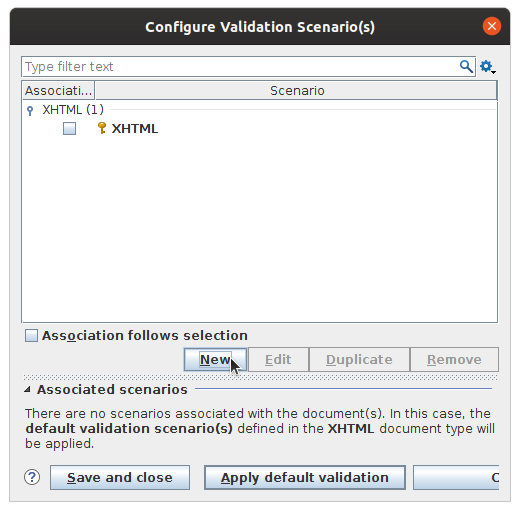 Configure Validation Scenario(s)
Type filter text
Associati... Scenario
XHTML (1)
XHTML
Association follows selection
New Edit Duplicate Remove
Associated scenarios
There are no scenarios associated with the document(s). In this case, the
default validation scenario(s) defined in the XHTML document type will
be applied.
? Save and close Apply default validation C